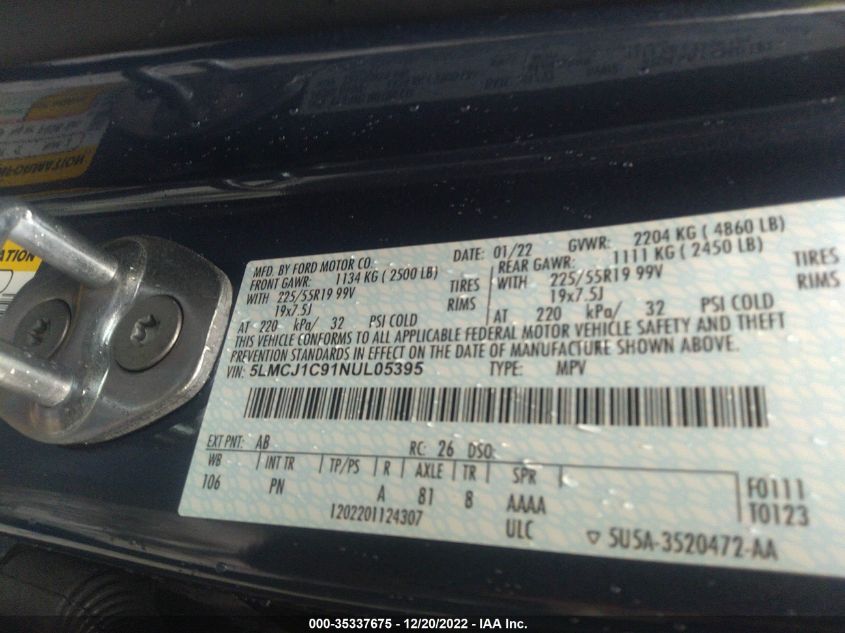 MFD. BY FORD MOTOR CO. DATE: 01/22 GVWR: 2204 KG ( 4860 LB)
FRONT GAWR: 1134 KG ( 2500 LB) REAR GAWR: 1111 KG ( 2450 LB)
WITH 225/55R19 99V TIRES WITH 225/55R19 99V TIRES
19x7.5J RIMS 19x7.5J RIMS
AT 220 kPa/ 32 PSI COLD AT 220 kPa/ 32 PSI COLD
THIS VEHICLE CONFORMS TO ALL APPLICABLE FEDERAL MOTOR VEHICLE SAFETY AND THEFT
PREVENTION STANDARDS IN EFFECT ON THE DATE OF MANUFACTURE SHOWN ABOVE.
VIN: 5LMCJ1C91NUL05395 TYPE: MPV
EXT PNT: AB RC: 26 DSO:
WB INT TR TP/PS R AXLE TR SPR
106 PN A 81 8 AAAA
F0111
T0123
1202201124307 ULC
5U5A-3520472-AA
000-35337675 - 12/20/2022 - IAA Inc.